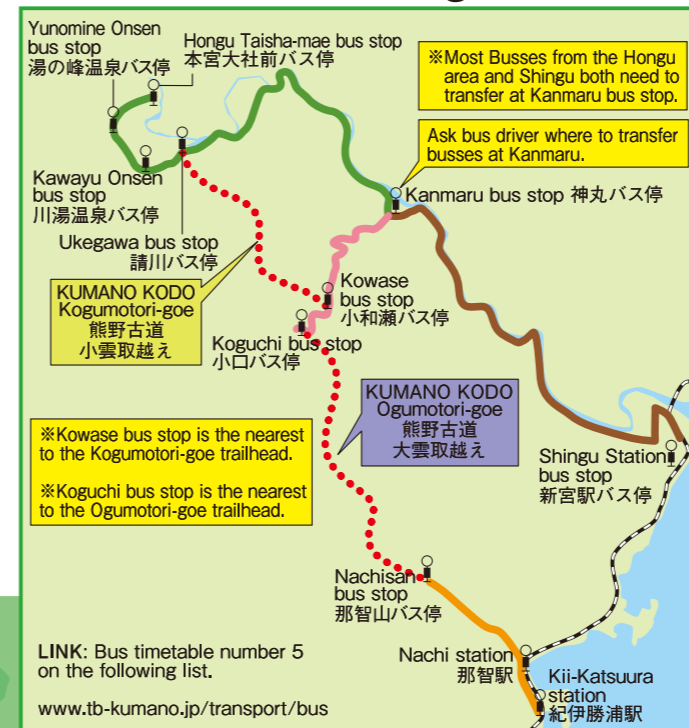 Yunomine Onsen
bus stop
湯の峰温泉バス停
Hongu Taisha-mae bus stop
本宮大社前バス停
※Most Busses from the Hongu
area and Shingu both need to
transfer at Kanmaru bus stop.
Ask bus driver where to transfer
busses at Kanmaru.
Kawayu Onsen
bus stop
川湯温泉バス停
Kanmaru bus stop 神丸バス停
Ukegawa bus stop
請川バス停
KUMANO KODO
Kogumotori-goe
熊野古道
小雲取越え
Kowase
bus stop
小和瀬バス停
Koguchi bus stop
小口バス停
KUMANO KODO
Ogumotori-goe
熊野古道
大雲取越え
※Kowase bus stop is the nearest
to the Kogumotori-goe trailhead.
※Koguchi bus stop is the nearest
to the Ogumotori-goe trailhead.
Shingu Station
bus stop
新宮駅バス停
Nachisan
bus stop
那智山バス停
LINK: Bus timetable number 5
on the following list.
www.tb-kumano.jp/transport/bus
Nachi station
那智駅
Kii-Katsuura
station
紀伊勝浦駅